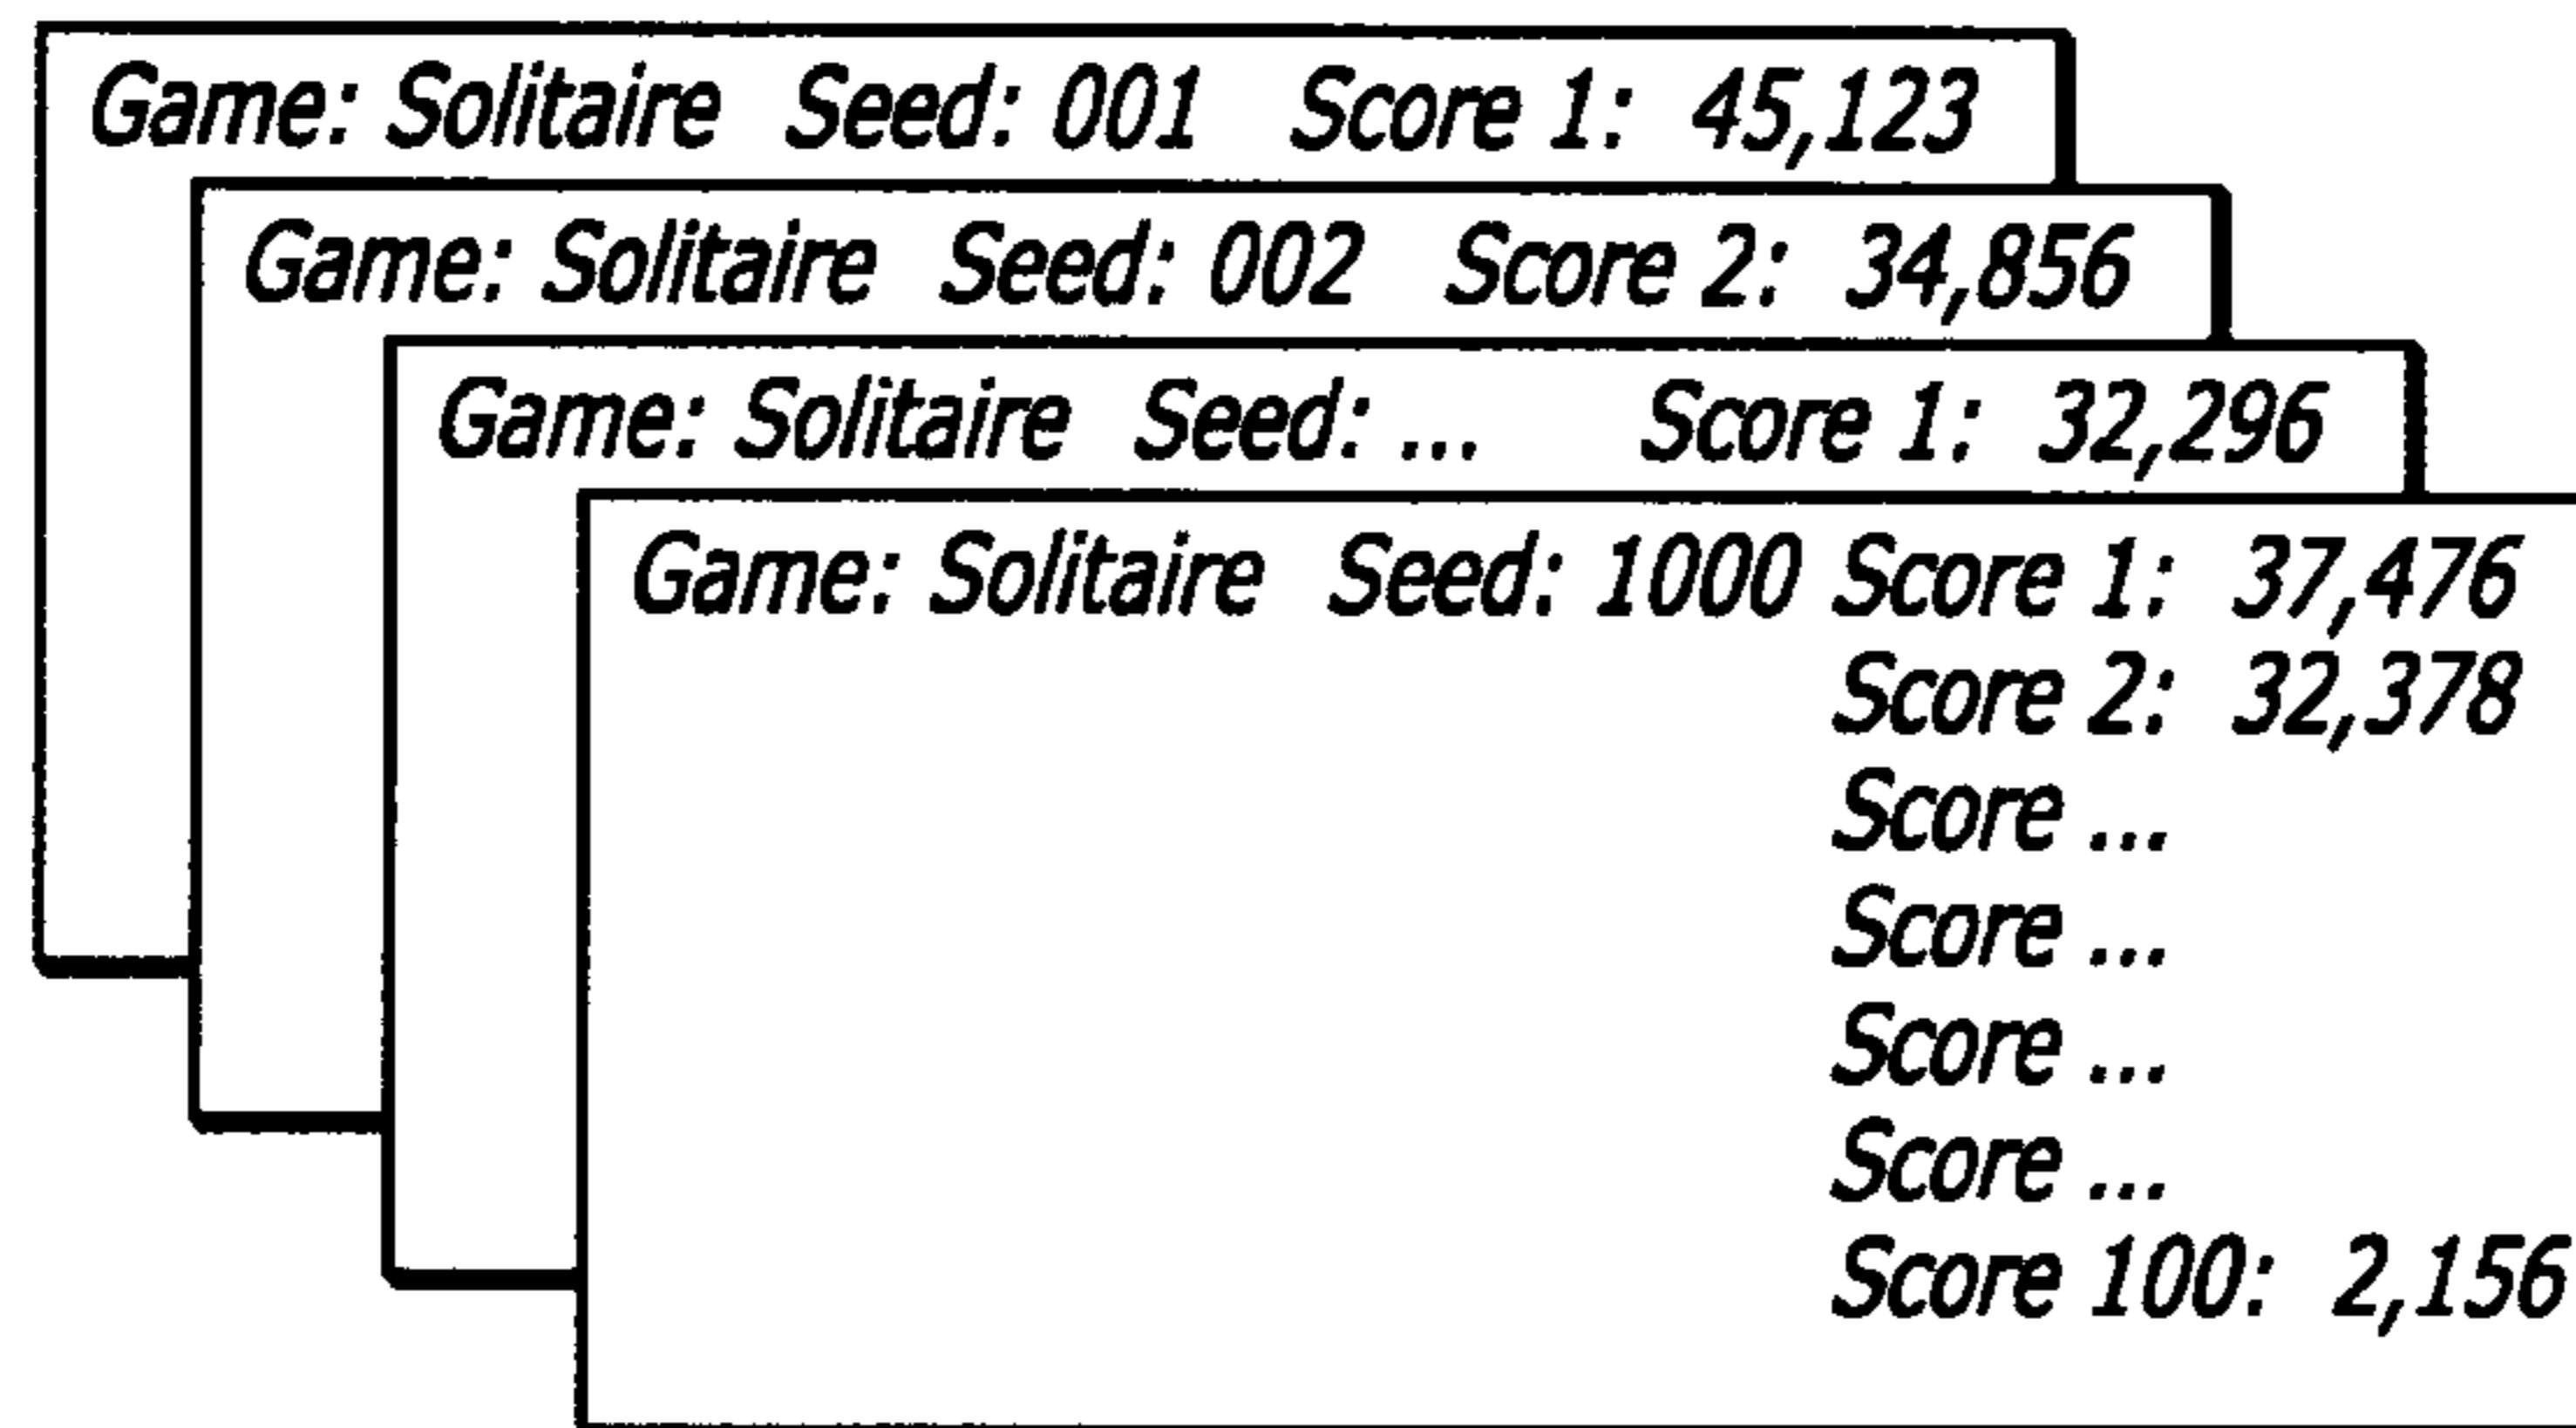 Game: Solitaire Seed: 001 Score 1: 45,123
Game: Solitaire Seed: 002 Score 2: 34,856
Game: Solitaire Seed: ... Score 1: 32,296
Game: Solitaire Seed: 1000 Score 1: 37,476
Score 2: 32,378
Score ...
Score ...
Score ...
Score ...
Score 100: 2,156